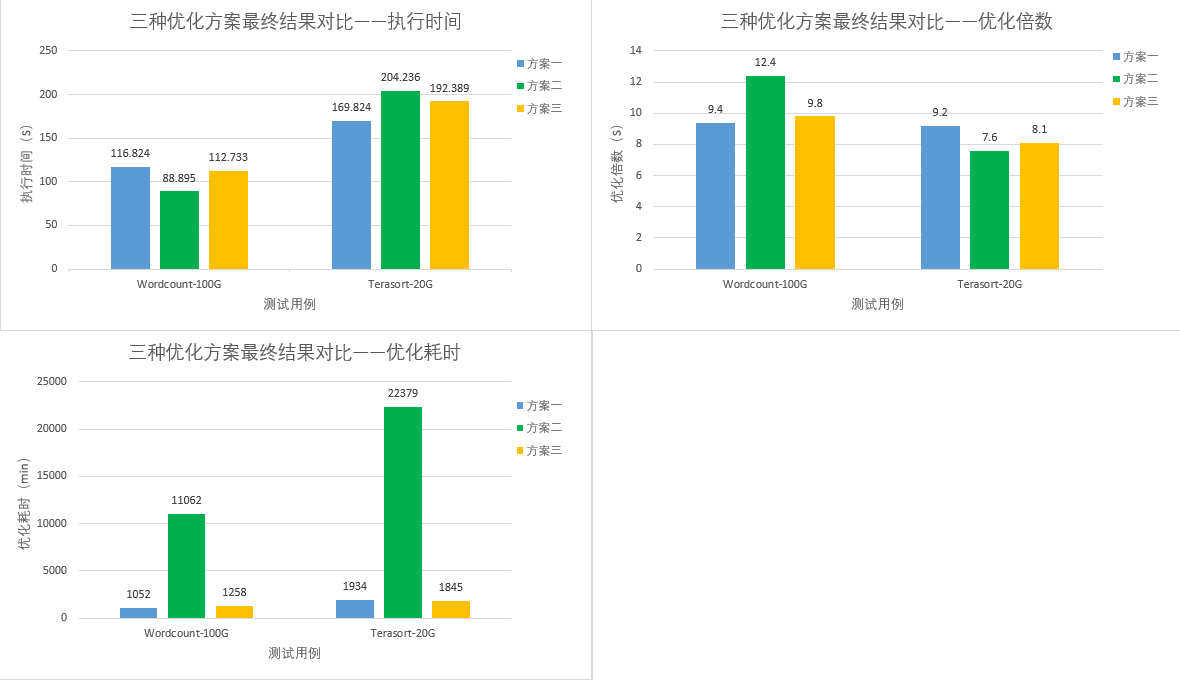 三种优化方案最终结果对比——执行时间
250
200
150
100
50
0
执行时间（s）
116.824
88.895
112.733
169.824
204.236
192.389
Wordcount-100G
Terasort-20G
测试用例
方案一
方案二
方案三
三种优化方案最终结果对比——优化倍数
14
12
10
8
6
4
2
0
优化倍数（s）
9.4
12.4
9.8
9.2
7.6
8.1
Wordcount-100G
Terasort-20G
测试用例
方案一
方案二
方案三
三种优化方案最终结果对比——优化耗时
25000
20000
15000
10000
5000
0
优化耗时（min）
1052
11062
1258
1934
22379
1845
Wordcount-100G
Terasort-20G
测试用例
方案一
方案二
方案三